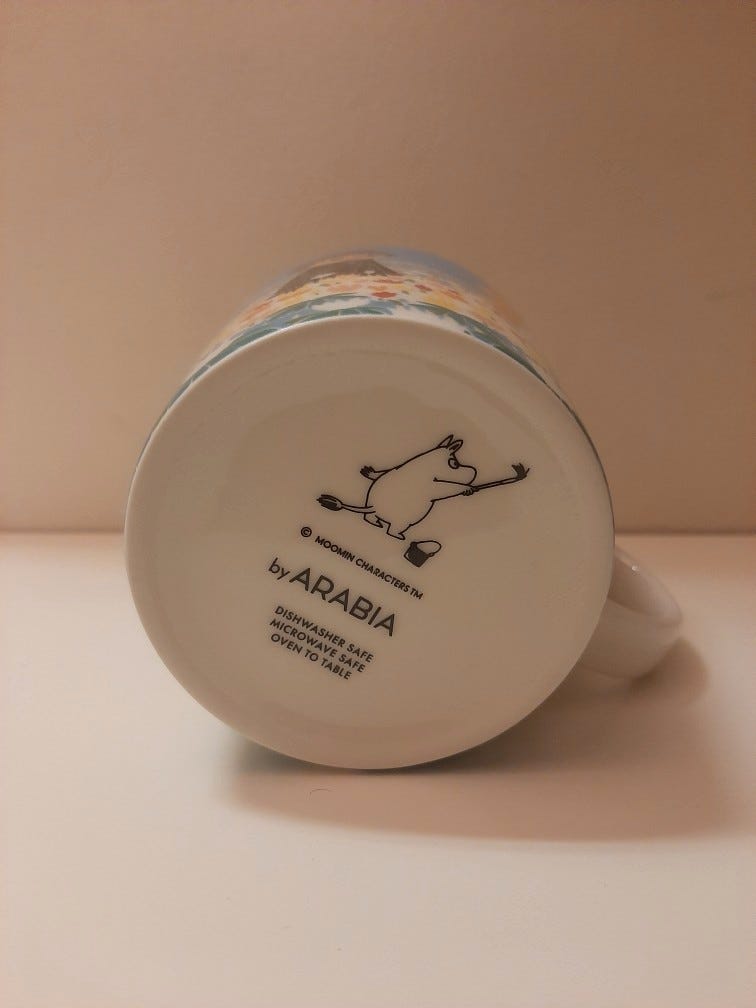 © MOOMIN CHARACTERS™
by ARABIA
DISHWASHER SAFE
MICROWAVE SAFE
OVEN TO TABLE